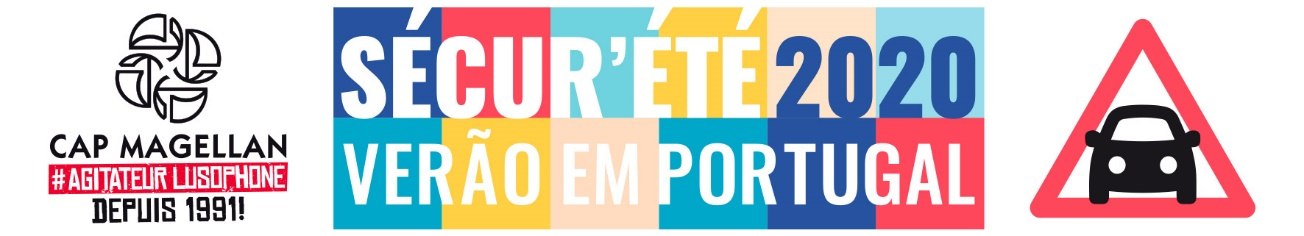 CAP MAGELLAN
#AGITATEUR LUSOPHONE
DEPUIS 1991!
SÉCUR'ÉTÉ 2020
VERÃO EM PORTUGAL